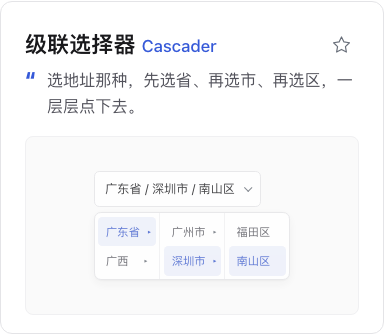 级联选择器 Cascader
“ 选地址那种，先选省、再选市、再选区，一
层层点下去。
广东省 / 深圳市 / 南山区
广东省 广州市 福田区
广西 深圳市 南山区